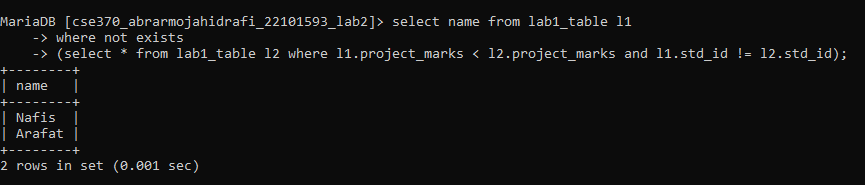 MariaDB [cse370_abrarmojahidrafi_22101593_lab2]> select name from lab1_table l1
    -> where not exists
    -> (select * from lab1_table l2 where l1.project_marks < l2.project_marks and l1.std_id != l2.std_id);
+--------+
| name   |
+--------+
| Nafis  |
| Arafat |
+--------+
2 rows in set (0.001 sec)